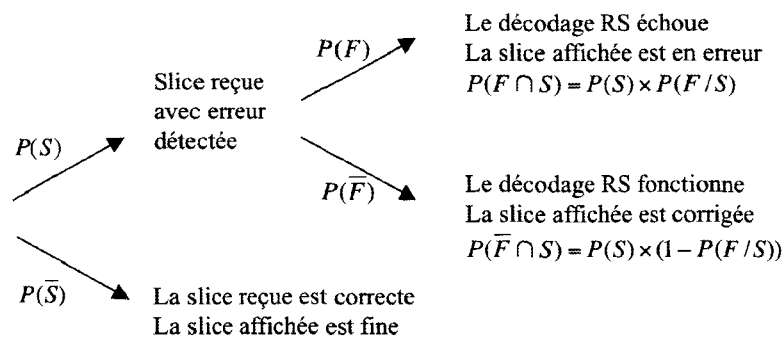 Le décodage RS échoue
P(F)
La slice affichée est en erreur
Slice reçue
P(F ∩ S) = P(S) × P(F/S)
avec erreur
détectée
P(S)
P(F̅)
Le décodage RS fonctionne
La slice affichée est corrigée
P(F̅ ∩ S) = P(S) × (1 − P(F/S))
P(S̅)
La slice reçue est correcte
La slice affichée est fine